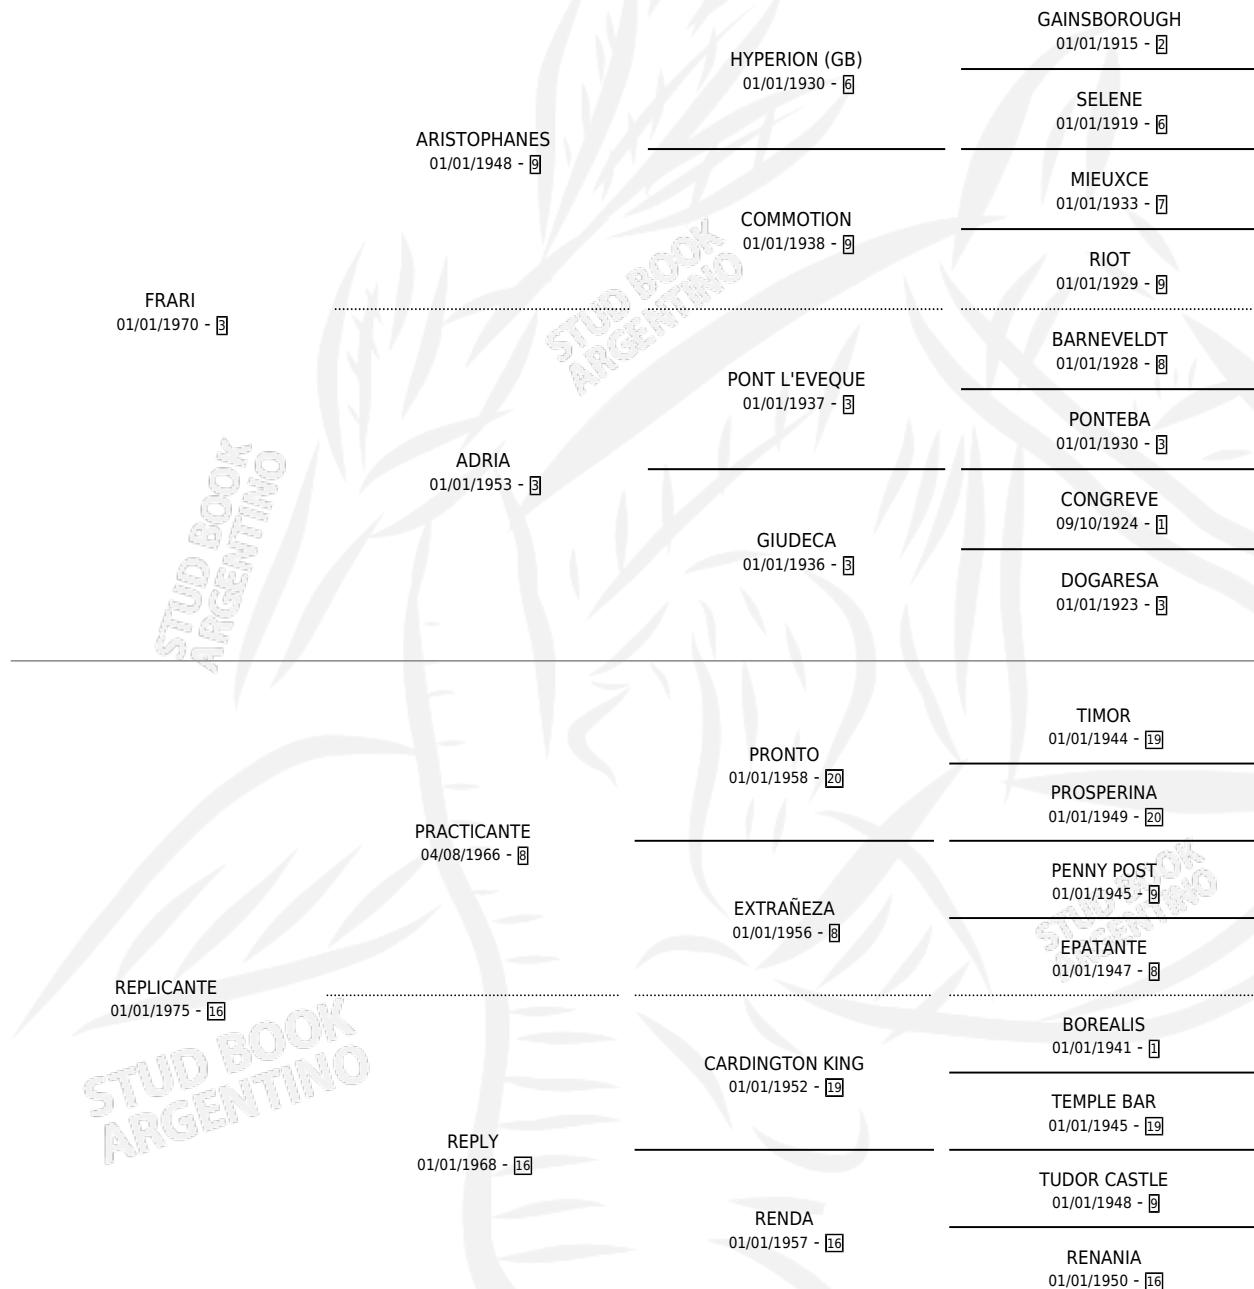 GAINSBOROUGH
01/01/1915 - 2
HYPERION (GB)
01/01/1930 - 6
SELENE
01/01/1919 - 6
ARISTOPHANES
01/01/1948 - 9
MIEUXCE
01/01/1933 - 7
COMMOTION
01/01/1938 - 9
RIOT
01/01/1929 - 9
FRARI
01/01/1970 - 3
BARNEVELDT
01/01/1928 - 8
PONT L'EVEQUE
01/01/1937 - 3
PONTEBA
01/01/1930 - 3
ADRIA
01/01/1953 - 3
CONGREVE
09/10/1924 - 1
GIUDECA
01/01/1936 - 3
DOGARESA
01/01/1923 - 3
TIMOR
01/01/1944 - 19
PRONTO
01/01/1958 - 20
PROSPERINA
01/01/1949 - 20
PRACTICANTE
04/08/1966 - 8
PENNY POST
01/01/1945 - 9
EXTRAÑEZA
01/01/1956 - 8
EPATANTE
01/01/1947 - 8
REPLICANTE
01/01/1975 - 16
BOREALIS
01/01/1941 - 1
CARDINGTON KING
01/01/1952 - 19
TEMPLE BAR
01/01/1945 - 19
REPLY
01/01/1968 - 16
TUDOR CASTLE
01/01/1948 - 9
RENDA
01/01/1957 - 16
RENANIA
01/01/1950 - 16
STUD BOOK
ARGENTINO
STUD BOOK
ARGENTINO
STUD BOOK
ARGENTINO
STUD BOOK
ARGENTINO